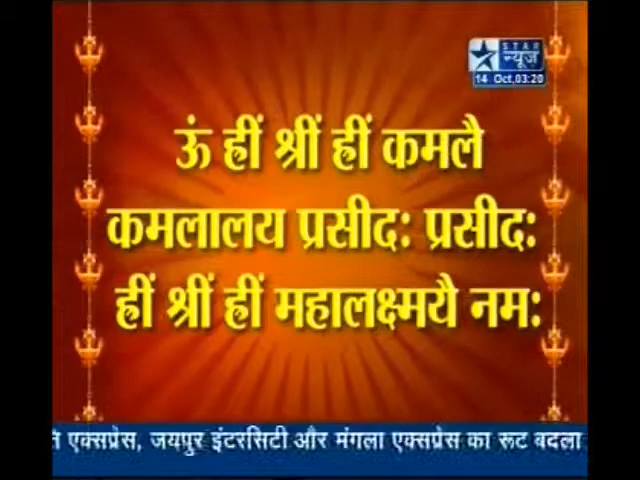 STAR
न्यूज़
14 Oct,03:20
ऊं ह्रीं श्रीं ह्रीं कमलै
कमलालय प्रसीदः प्रसीदः
ह्रीं श्रीं ह्रीं महालक्ष्मयै नमः
एक्सप्रेस, जयपुर इंटरसिटी और मंगला एक्सप्रेस का रूट बदला